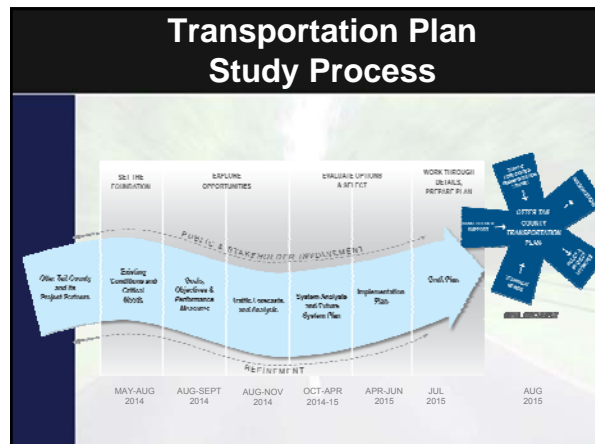 Transportation Plan
Study Process
SET THE
FOUNDATION
EXPLORE
OPPORTUNITIES
EVALUATE OPTIONS
& SELECT
WORK THROUGH
DETAILS,
PREPARE PLAN
PUBLIC & STAKEHOLDER INVOLVEMENT
Otter Tail County
and its
Project Partners
Existing
Conditions and
Critical
Needs
Goals,
Objectives &
Performance
Measures
Traffic Forecasts
and Analysis
System Analysis
and Future
System Plan
Implementation
Plan
Draft Plan
OTTER TAIL
COUNTY
TRANSPORTATION
PLAN
REFINEMENT
MAY-AUG
2014
AUG-SEPT
2014
AUG-NOV
2014
OCT-APR
2014-15
APR-JUN
2015
JUL
2015
AUG
2015